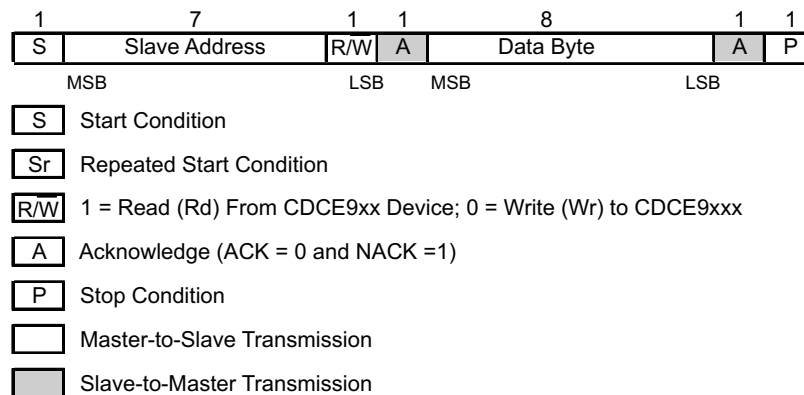 1 7 1 1 8 1 1
S Slave Address R/W̅ A Data Byte A P
MSB LSB MSB LSB
S Start Condition
Sr Repeated Start Condition
R/W̅ 1 = Read (Rd) From CDCE9xx Device; 0 = Write (Wr) to CDCE9xxx
A Acknowledge (ACK = 0 and NACK =1)
P Stop Condition
Master-to-Slave Transmission
Slave-to-Master Transmission